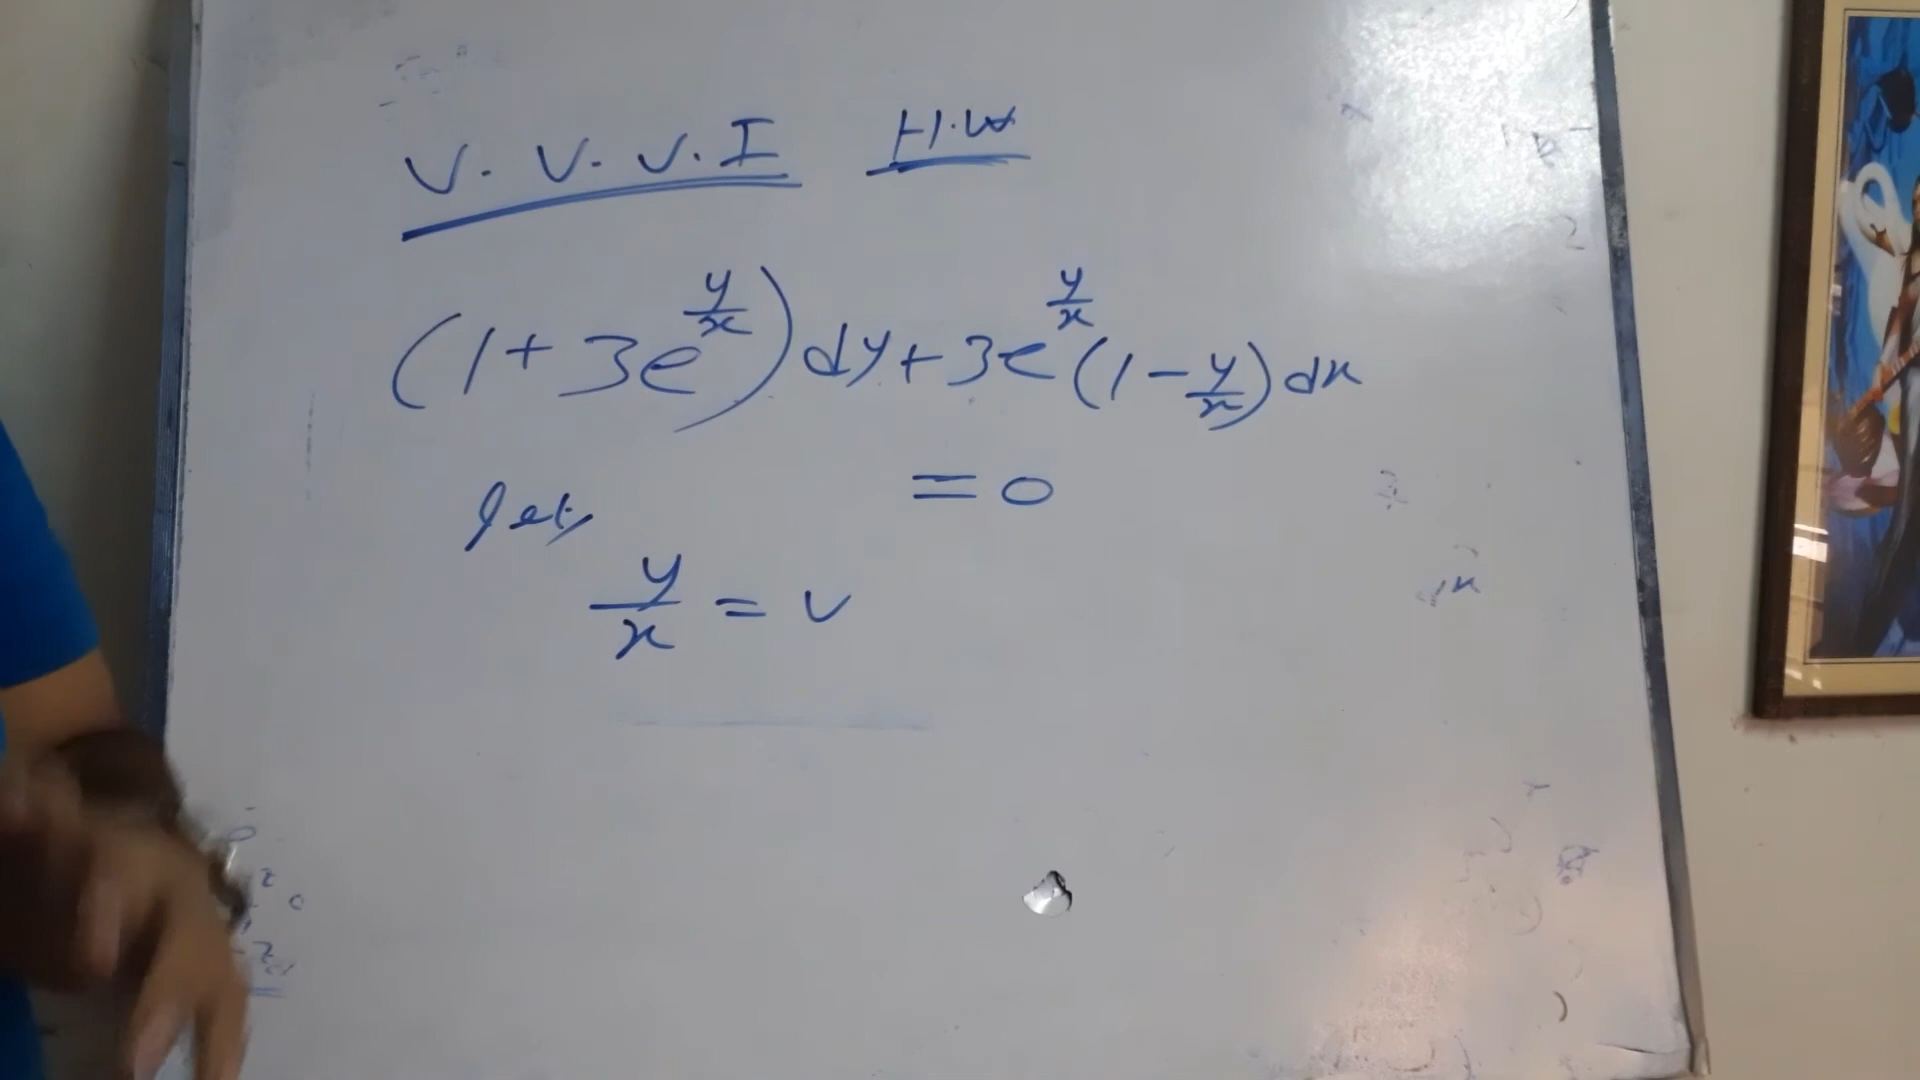 V. V. V. I H.W
(1 + 3e^{y/x}) dy + 3e^{y/x} (1 - y/x) dx
= 0
let,
y/x = v